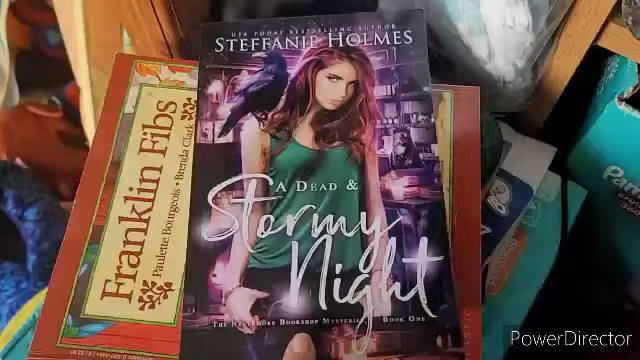 USA TODAY BESTSELLING AUTHOR
STEFFANIE HOLMES
A DEAD &
Stormy
Night
THE NEVERMORE BOOKSHOP MYSTERIES BOOK ONE
Franklin Fibs
Paulette Bourgeois • Brenda Clark
PowerDirector